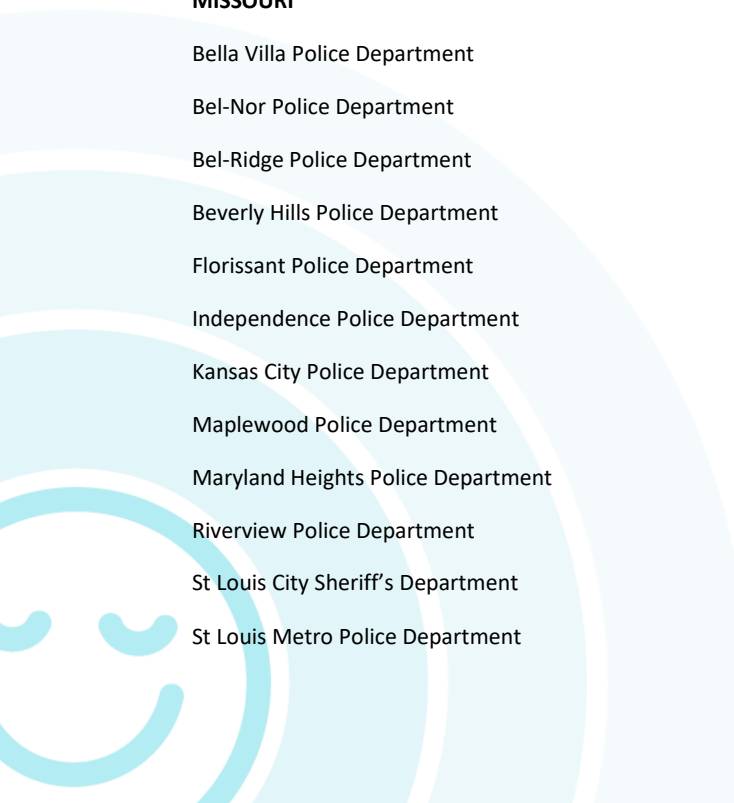 MISSOURI
Bella Villa Police Department
Bel-Nor Police Department
Bel-Ridge Police Department
Beverly Hills Police Department
Florissant Police Department
Independence Police Department
Kansas City Police Department
Maplewood Police Department
Maryland Heights Police Department
Riverview Police Department
St Louis City Sheriff’s Department
St Louis Metro Police Department